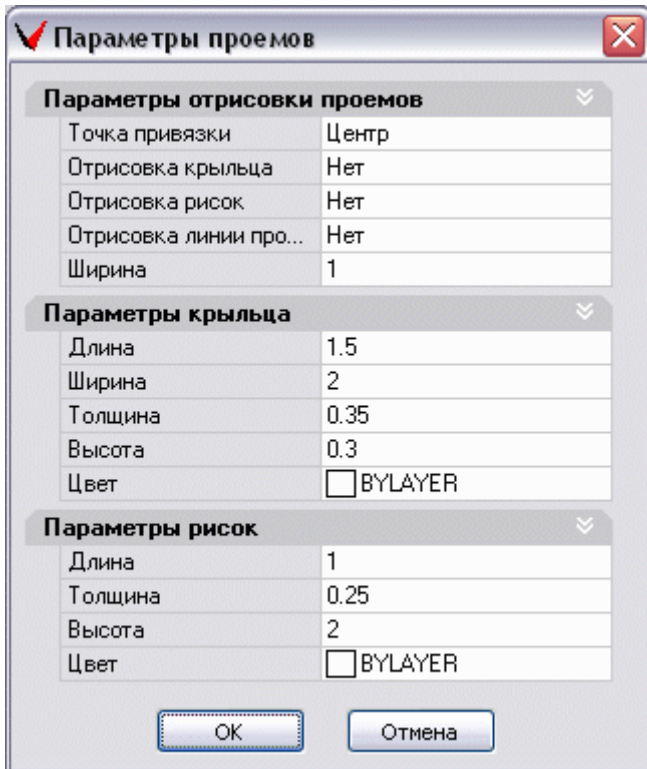 Параметры проемов
Параметры отрисовки проемов
Точка привязки Центр
Отрисовка крыльца Нет
Отрисовка рисок Нет
Отрисовка линии про... Нет
Ширина 1
Параметры крыльца
Длина 1.5
Ширина 2
Толщина 0.35
Высота 0.3
Цвет BYLAYER
Параметры рисок
Длина 1
Толщина 0.25
Высота 2
Цвет BYLAYER
OK Отмена